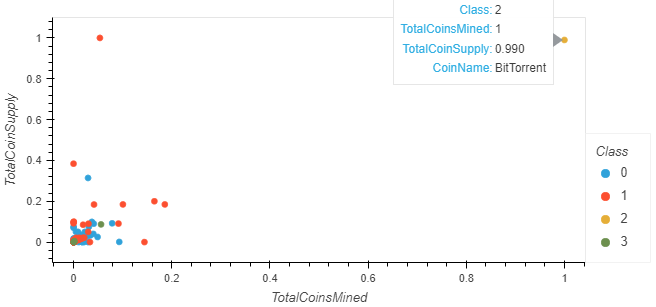 Class: 2
TotalCoinsMined: 1
TotalCoinSupply: 0.990
CoinName: BitTorrent
TotalCoinSupply
1
0.8
0.6
0.4
0.2
0
0 0.2 0.4 0.6 0.8 1
TotalCoinsMined
Class
0
1
2
3